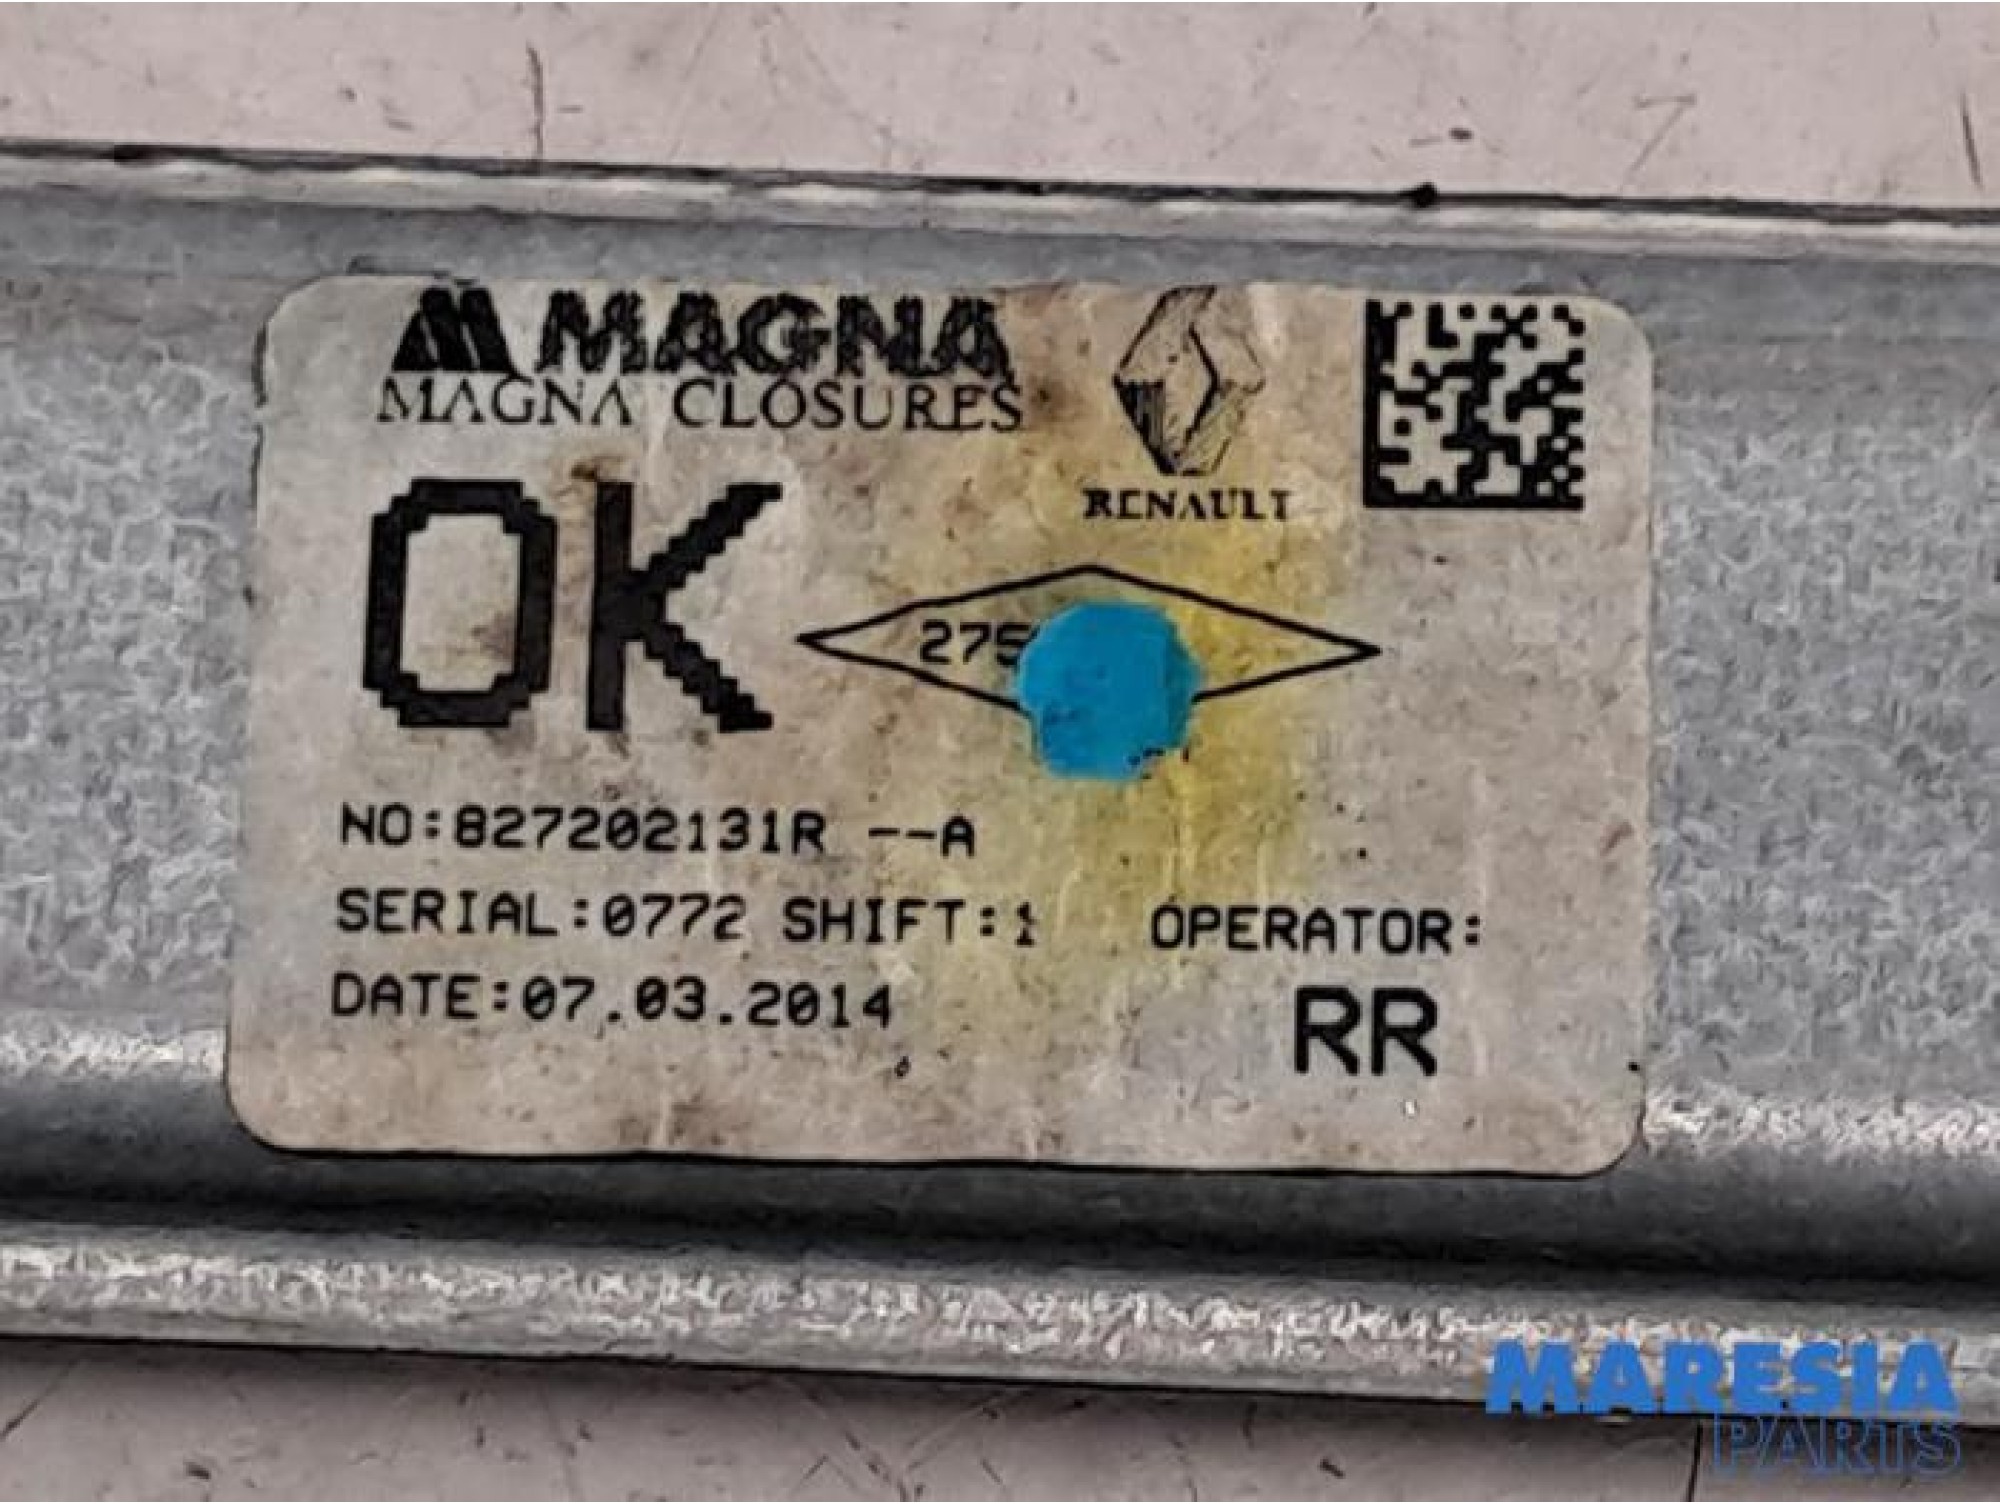 MAGNA
MAGNA CLOSURES
RENAULT
OK
NO:827202131R --A
SERIAL:0772 SHIFT:1 OPERATOR:
DATE:07.03.2014
RR
MARESIA
PARTS